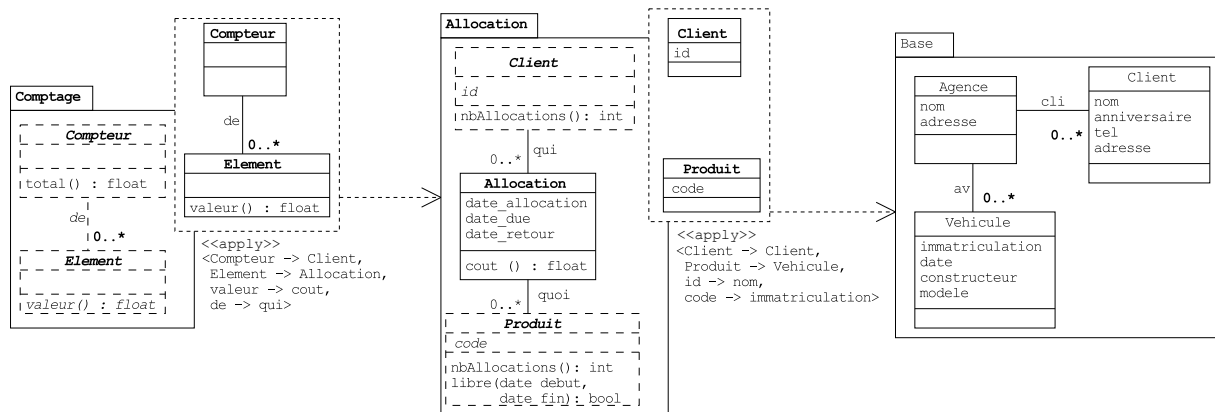 Comptage
Compteur
total() : float
de
0..*
Element
valeur() : float
Compteur
de
0..*
Element
valeur() : float
<<apply>>
<Compteur -> Client,
Element -> Allocation,
valeur -> cout,
de -> qui>
Allocation
Client
id
nbAllocations(): int
qui
0..*
Allocation
date_allocation
date_due
date_retour
cout () : float
quoi
0..*
Produit
code
nbAllocations(): int
libre(date debut,
date fin): bool
Client
id
Produit
code
<<apply>>
<Client -> Client,
Produit -> Vehicule,
id -> nom,
code -> immatriculation>
Base
Agence
nom
adresse
cli
0..*
Client
nom
anniversaire
tel
adresse
av
0..*
Vehicule
immatriculation
date
constructeur
modele